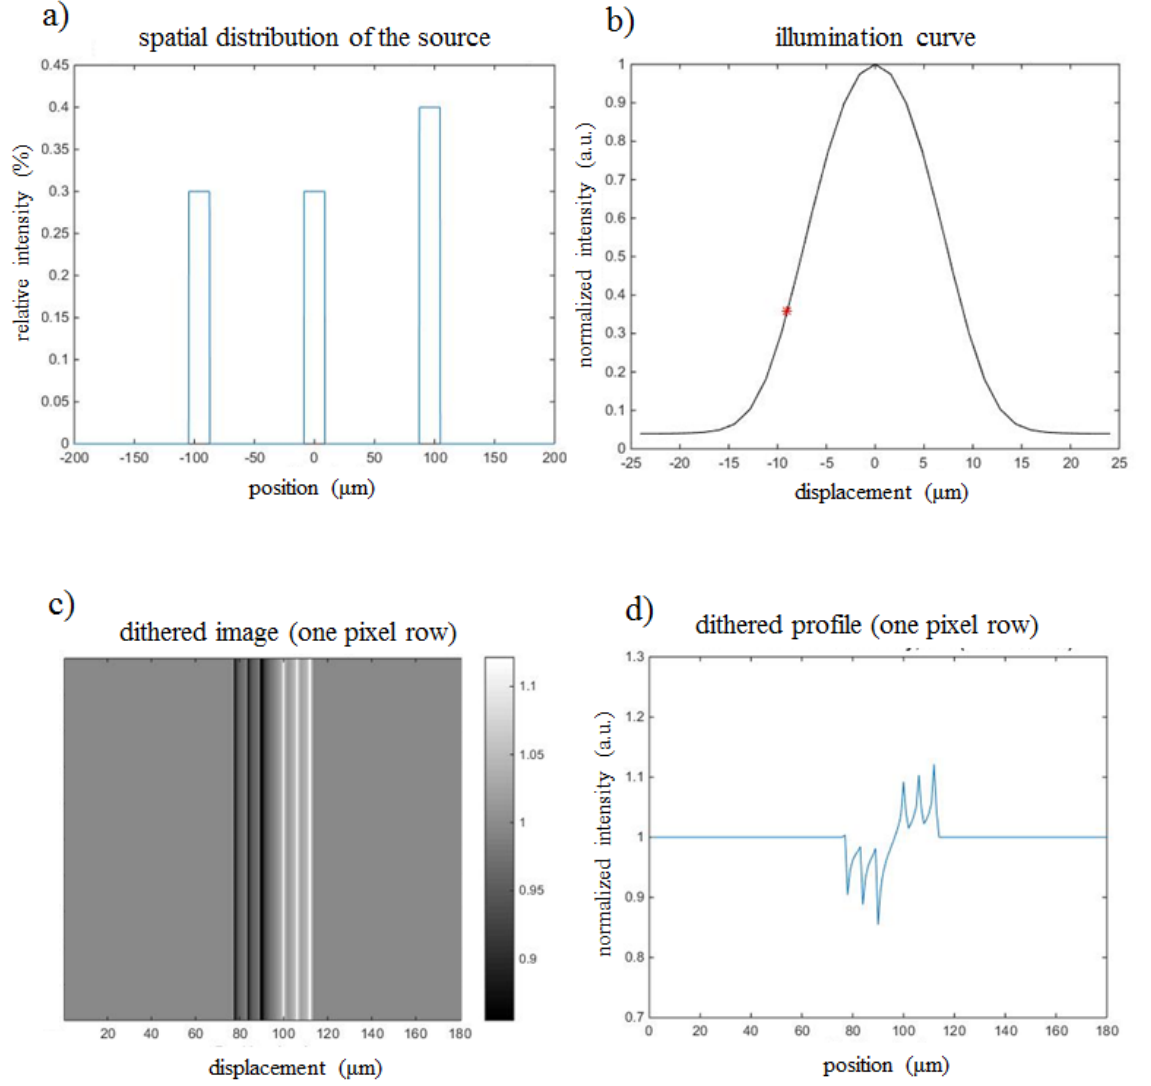 a)
spatial distribution of the source
0.45
0.4
0.35
0.3
0.25
0.2
0.15
0.1
0.05
0
relative intensity (%)
-200 -150 -100 -50 0 50 100 150 200
position (µm)
b)
illumination curve
1
0.9
0.8
0.7
0.6
0.5
0.4
0.3
0.2
0.1
0
normalized intensity (a.u.)
-25 -20 -15 -10 -5 0 5 10 15 20 25
displacement (µm)
c)
dithered image (one pixel row)
1.1
1.05
1
0.95
0.9
20 40 60 80 100 120 140 160 180
displacement (µm)
d)
dithered profile (one pixel row)
1.3
1.2
1.1
1
0.9
0.8
0.7
normalized intensity (a.u.)
0 20 40 60 80 100 120 140 160 180
position (µm)